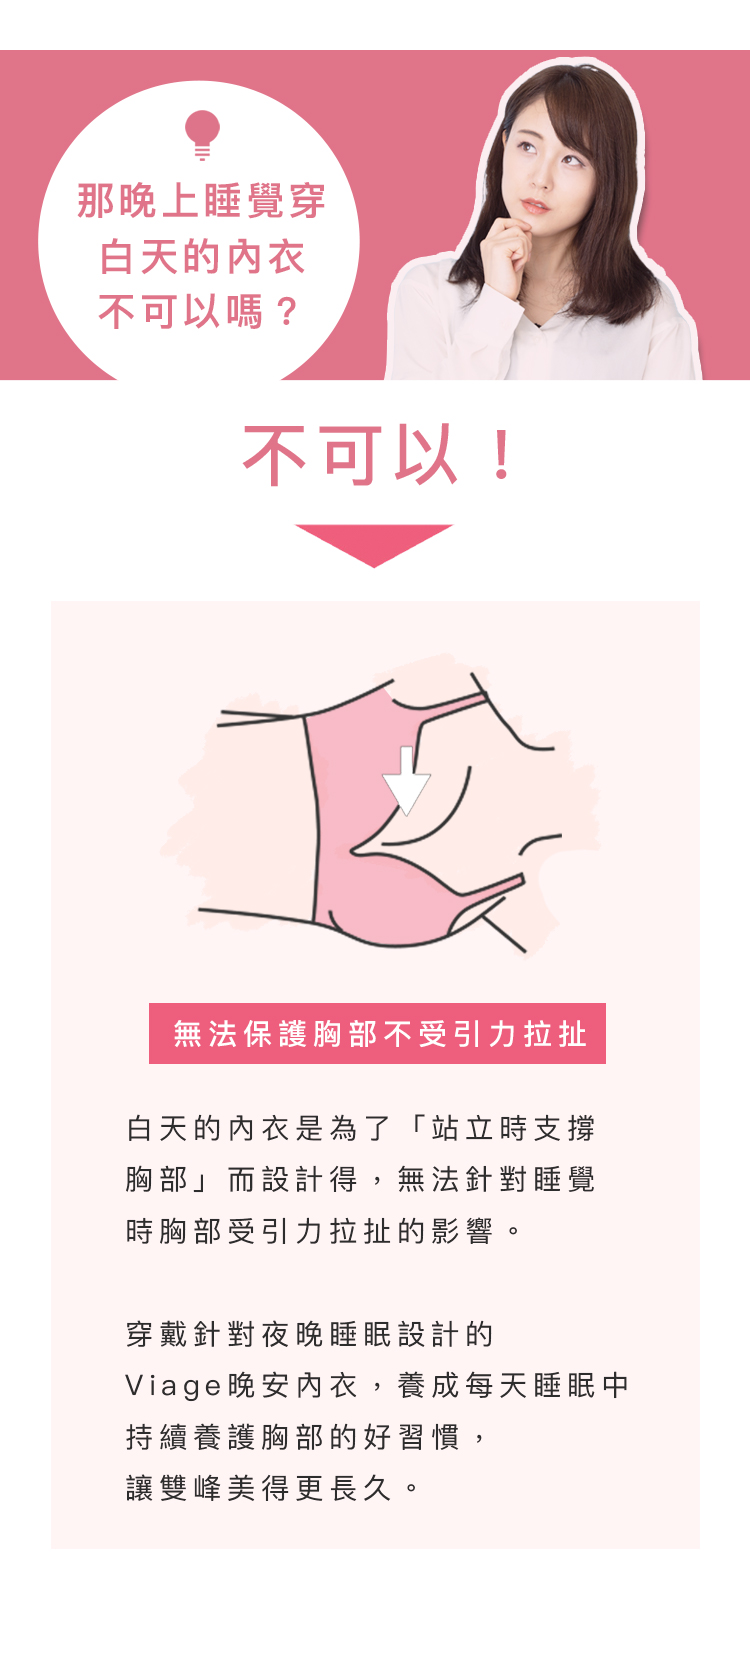 那晚上睡覺穿
白天的內衣
不可以嗎？
不可以！
無法保護胸部不受引力拉扯
白天的內衣是為了「站立時支撐
胸部」而設計得，無法針對睡覺
時胸部受引力拉扯的影響。
穿戴針對夜晚睡眠設計的
Viage晚安內衣，養成每天睡眠中
持續養護胸部的好習慣，
讓雙峰美得更長久。